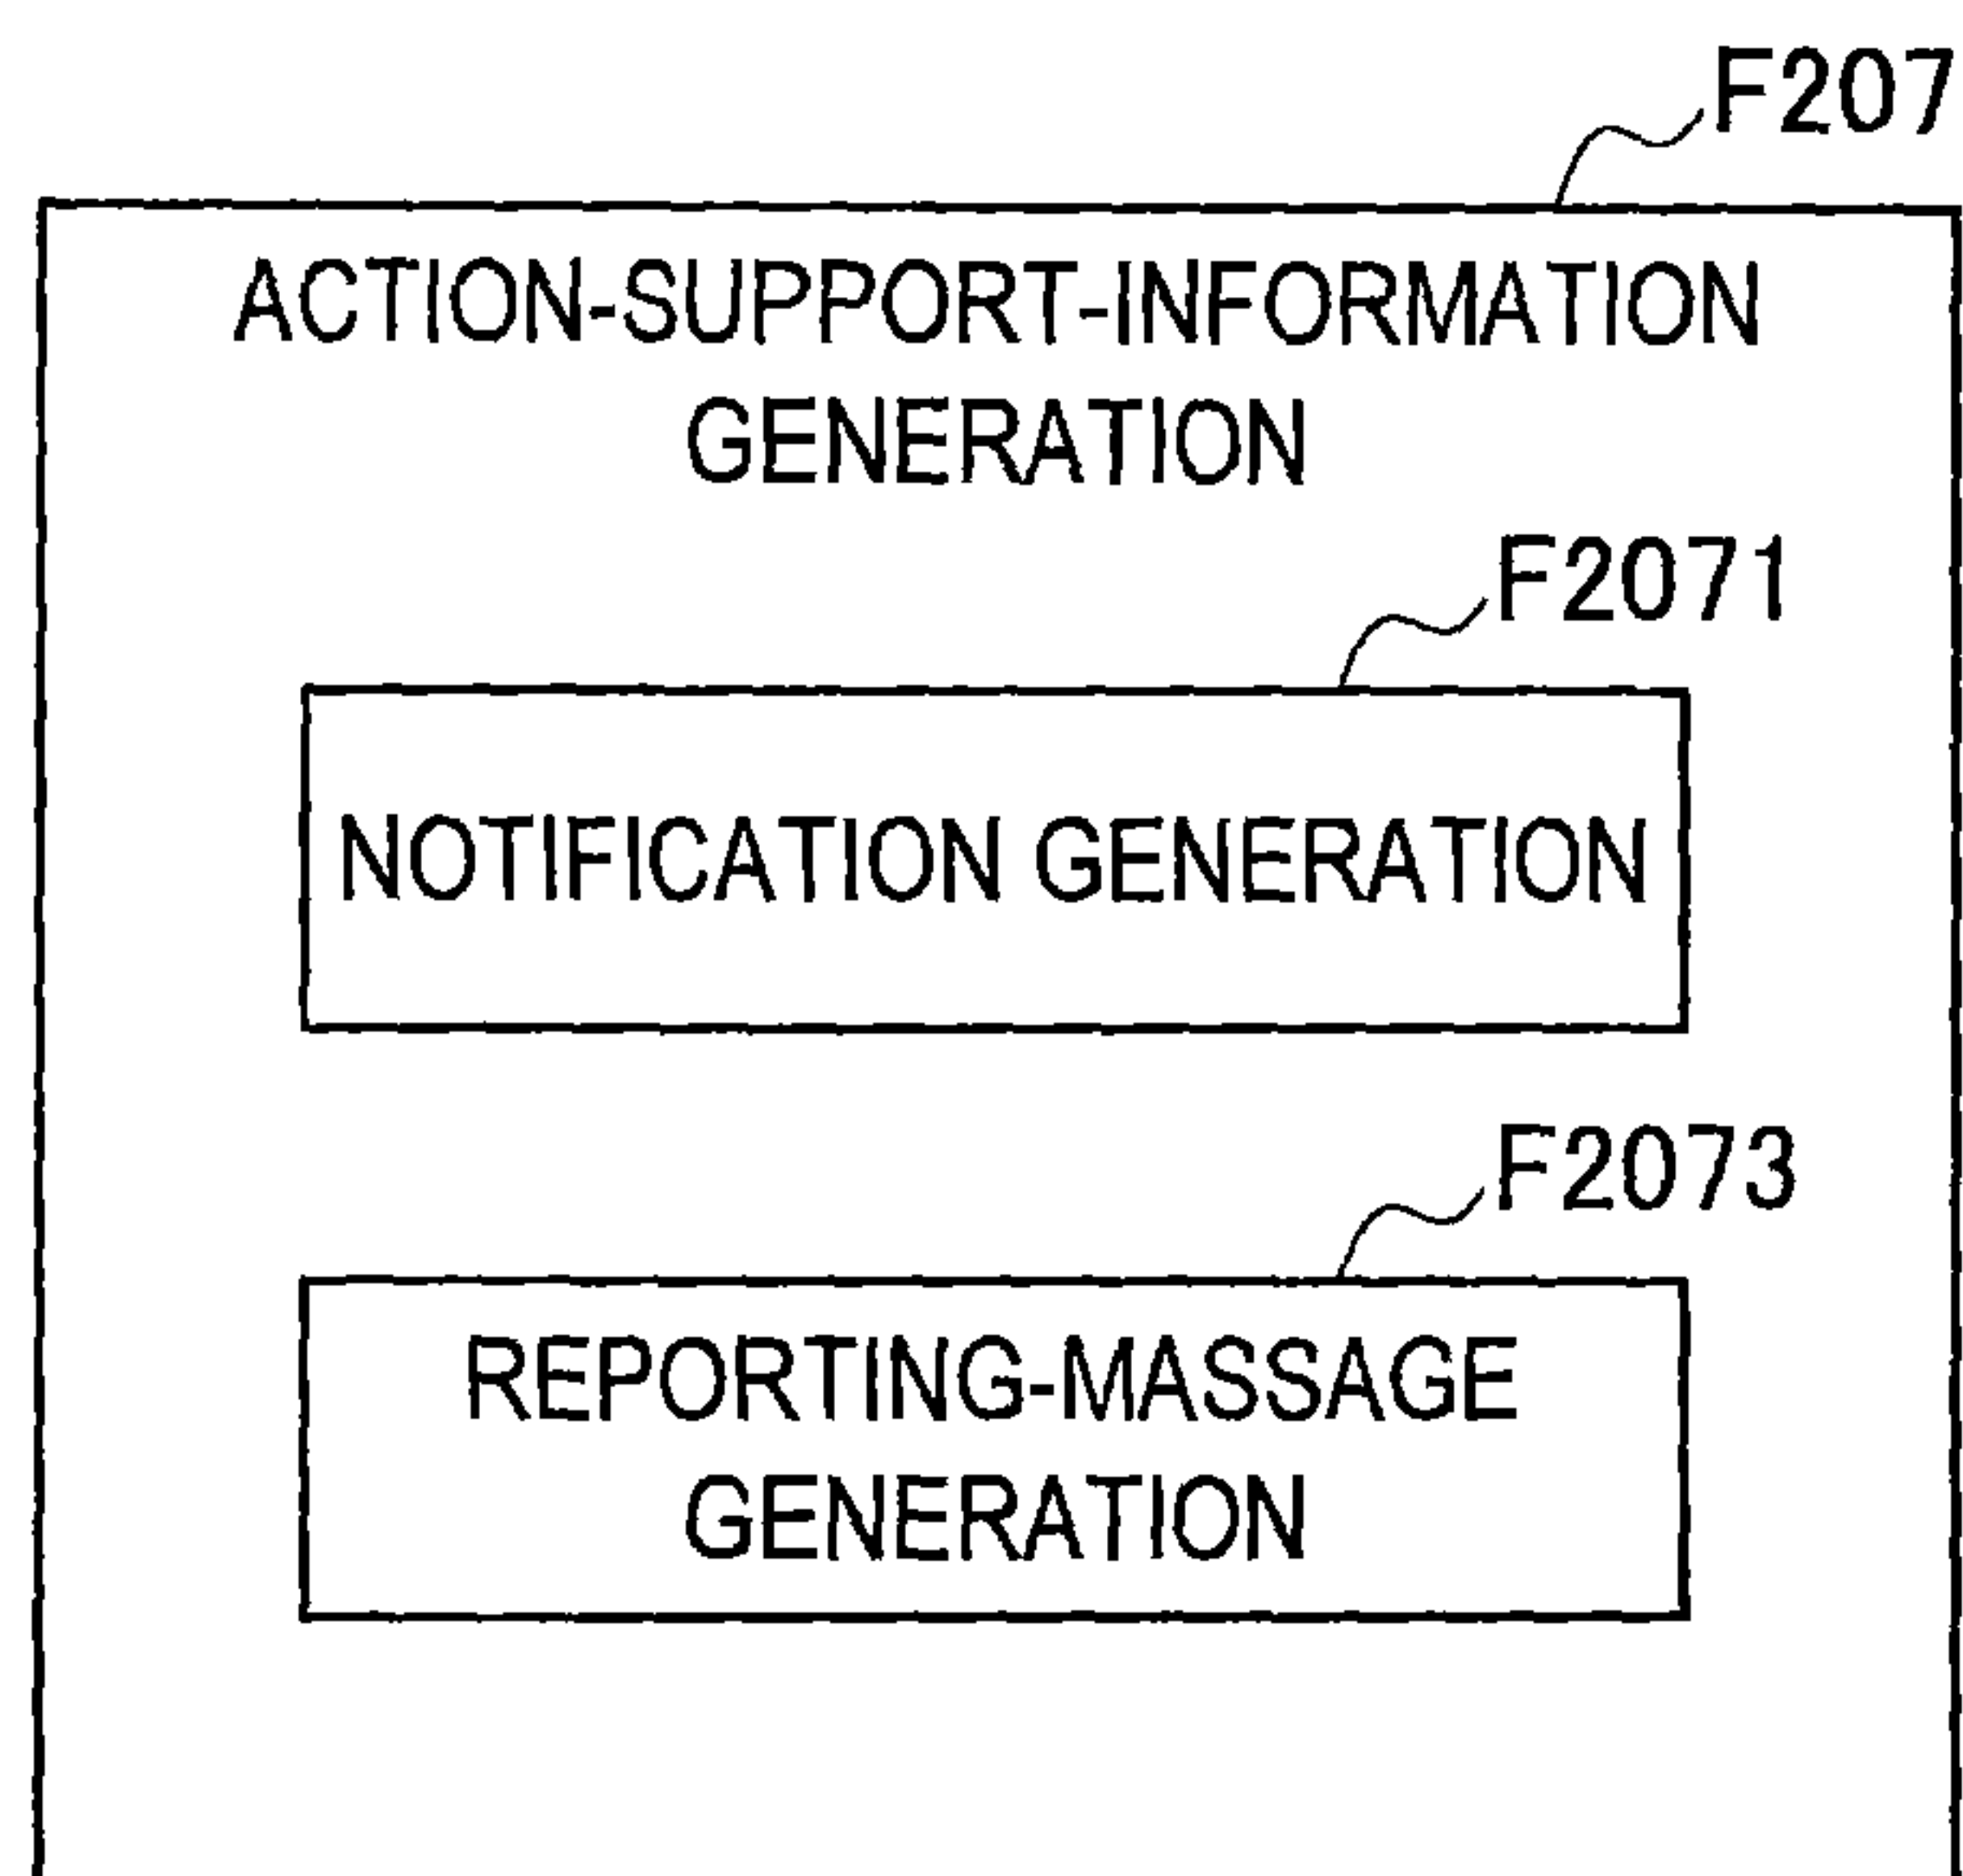 F207
ACTION-SUPPORT-INFORMATION
GENERATION
F2071
NOTIFICATION GENERATION
F2073
REPORTING-MASSAGE
GENERATION